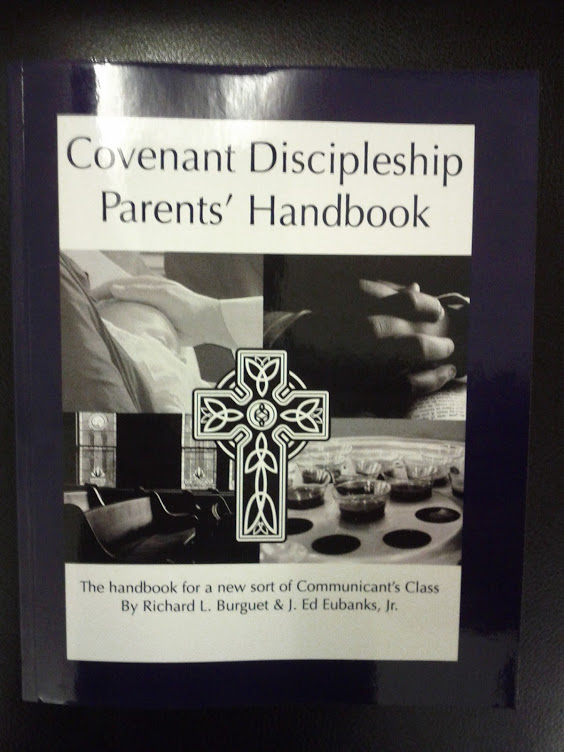 Covenant Discipleship
Parents’ Handbook
The handbook for a new sort of Communicant’s Class
By Richard L. Burguet & J. Ed Eubanks, Jr.